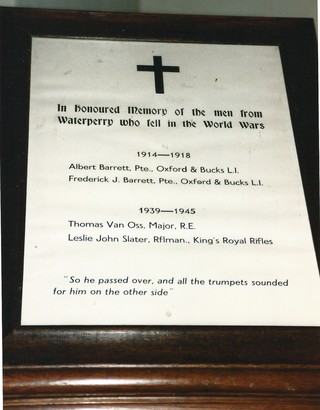 In Honoured Memory of the men from
Waterperry who fell in the World Wars
1914—1918
Albert Barrett, Pte., Oxford & Bucks L.I.
Frederick J. Barrett, Pte., Oxford & Bucks L.I.
1939—1945
Thomas Van Oss, Major, R.E.
Leslie John Slater, Rflman., King's Royal Rifles
"So he passed over, and all the trumpets sounded
for him on the other side"